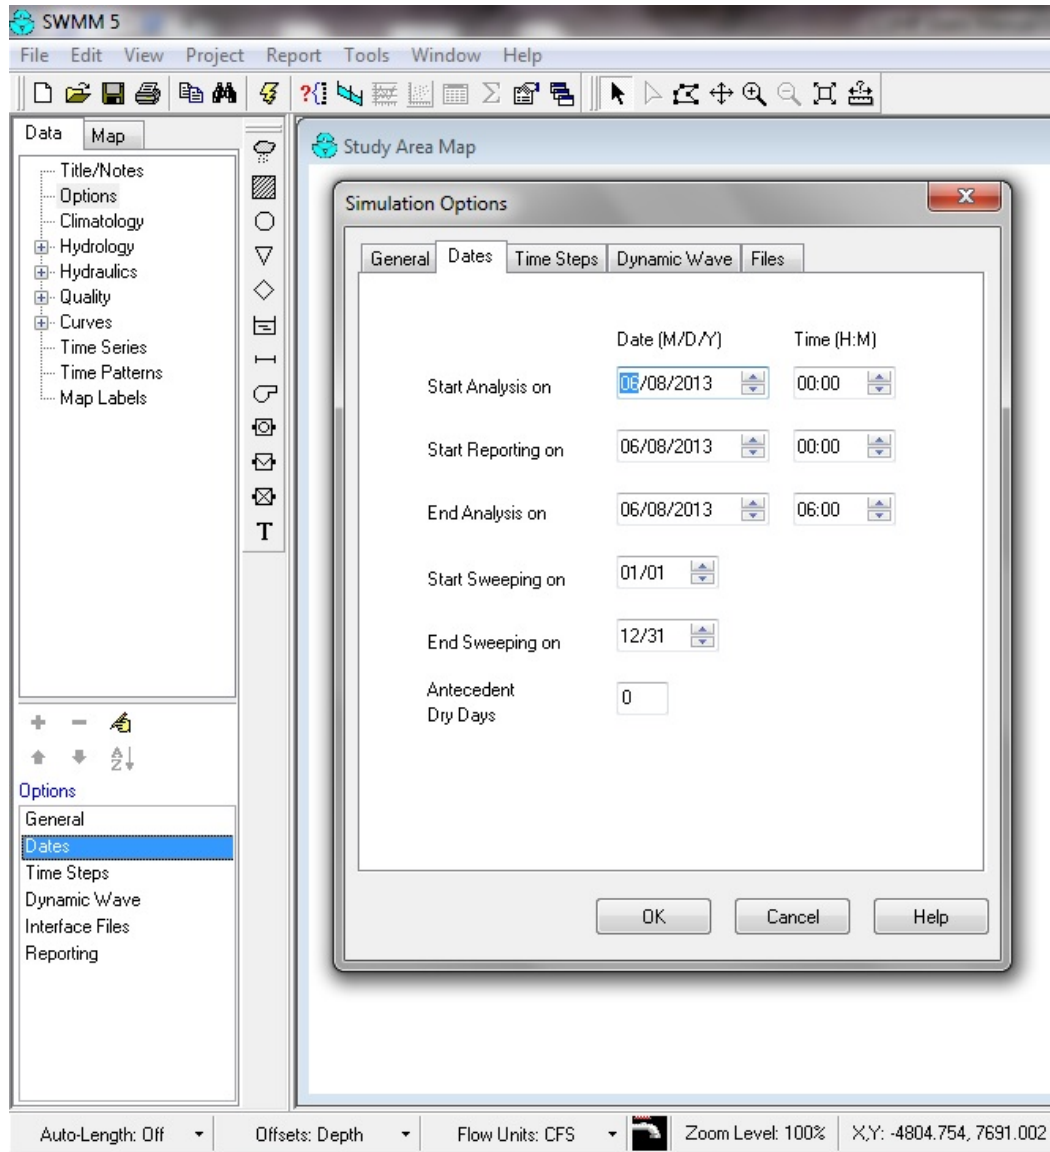 SWMM 5
File Edit View Project Report Tools Window Help
Data Map
Title/Notes
Options
Climatology
Hydrology
Hydraulics
Quality
Curves
Time Series
Time Patterns
Map Labels
T
Study Area Map
Simulation Options
General Dates Time Steps Dynamic Wave Files
Date (M/D/Y) Time (H:M)
Start Analysis on 06/08/2013 00:00
Start Reporting on 06/08/2013 00:00
End Analysis on 06/08/2013 06:00
Start Sweeping on 01/01
End Sweeping on 12/31
Antecedent
Dry Days 0
OK Cancel Help
Options
General
Dates
Time Steps
Dynamic Wave
Interface Files
Reporting
Auto-Length: Off Offsets: Depth Flow Units: CFS Zoom Level: 100% X,Y: -4804.754, 7691.002